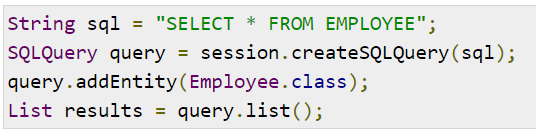 String sql = "SELECT * FROM EMPLOYEE";
SQLQuery query = session.createSQLQuery(sql);
query.addEntity(Employee.class);
List results = query.list();